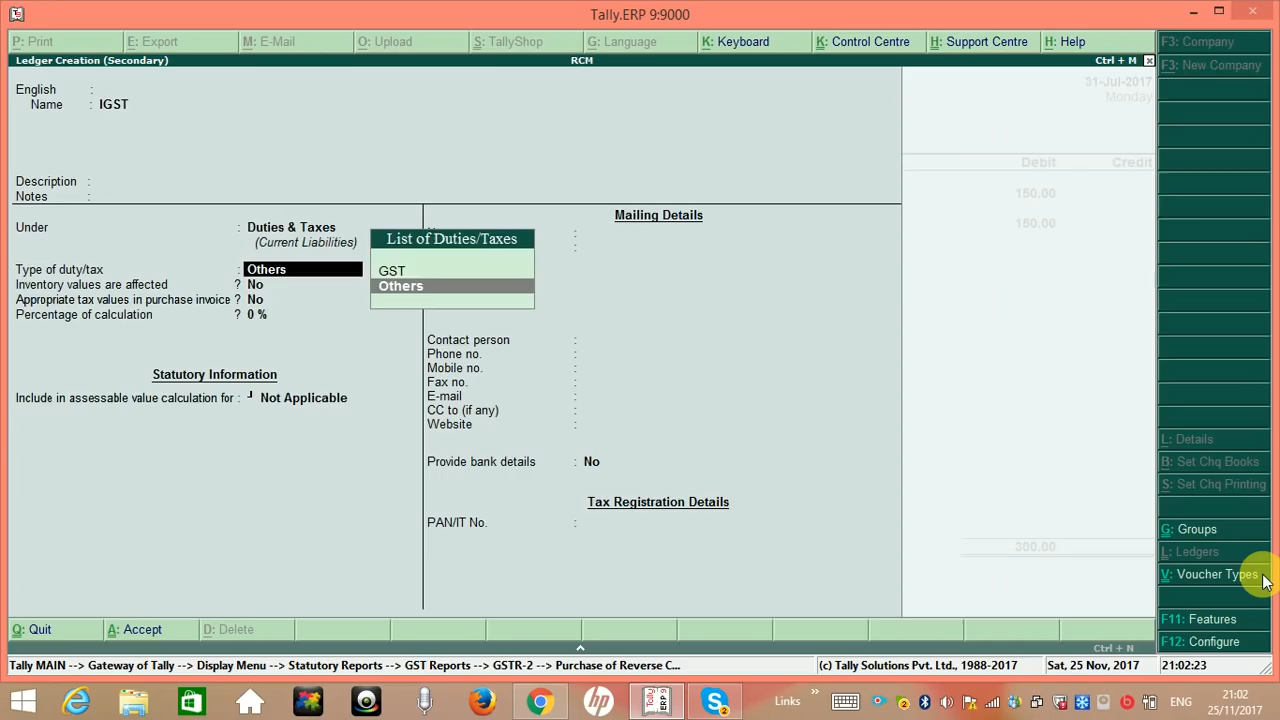 Tally.ERP 9:9000
P: Print E: Export M: E-Mail O: Upload S: TallyShop G: Language K: Keyboard K: Control Centre H: Support Centre H: Help F3: Company
Ledger Creation (Secondary) RCM Ctrl + M
F3: New Company
English :
Name : IGST
31-Jul-2017
Monday
Debit Credit
Description :
Notes :
150.00
Under : Duties & Taxes
(Current Liabilities)
Mailing Details
:
:
150.00
List of Duties/Taxes
GST
Others
Type of duty/tax : Others
Inventory values are affected ? No
Appropriate tax values in purchase invoice ? No
Percentage of calculation ? 0 %
Contact person :
Phone no. :
Mobile no. :
Fax no. :
E-mail :
CC to (if any) :
Website :
Statutory Information
Include in assessable value calculation for : Not Applicable
Provide bank details : No
Tax Registration Details
PAN/IT No. :
300.00
L: Details
B: Set Chq Books
S: Set Chq Printing
G: Groups
L: Ledgers
V: Voucher Types
F11: Features
F12: Configure
Q: Quit A: Accept D: Delete
Ctrl + N
Tally MAIN --> Gateway of Tally --> Display Menu --> Statutory Reports --> GST Reports --> GSTR-2 --> Purchase of Reverse C... (c) Tally Solutions Pvt. Ltd., 1988-2017 Sat, 25 Nov, 2017 21:02:23
Links ENG 21:02
25/11/2017